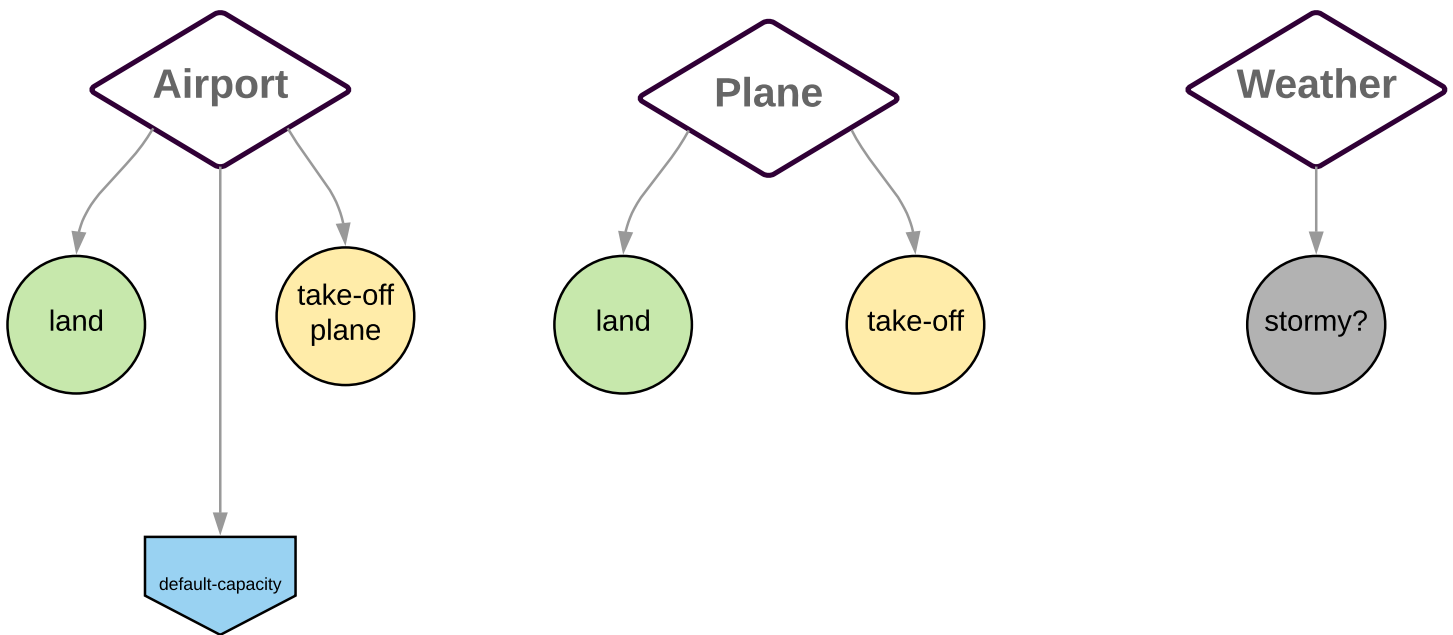 Airport
Plane
Weather
land
take-off
plane
land
take-off
stormy?
default-capacity